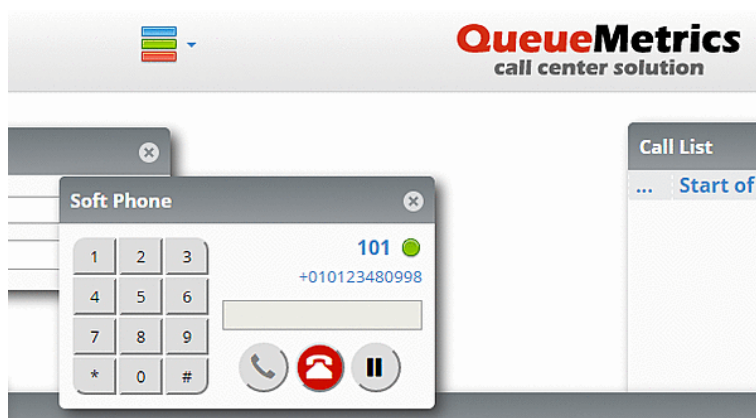 QueueMetrics
call center solution
Call List
... Start of
Soft Phone
101
+010123480998
1 2 3
4 5 6
7 8 9
* 0 #